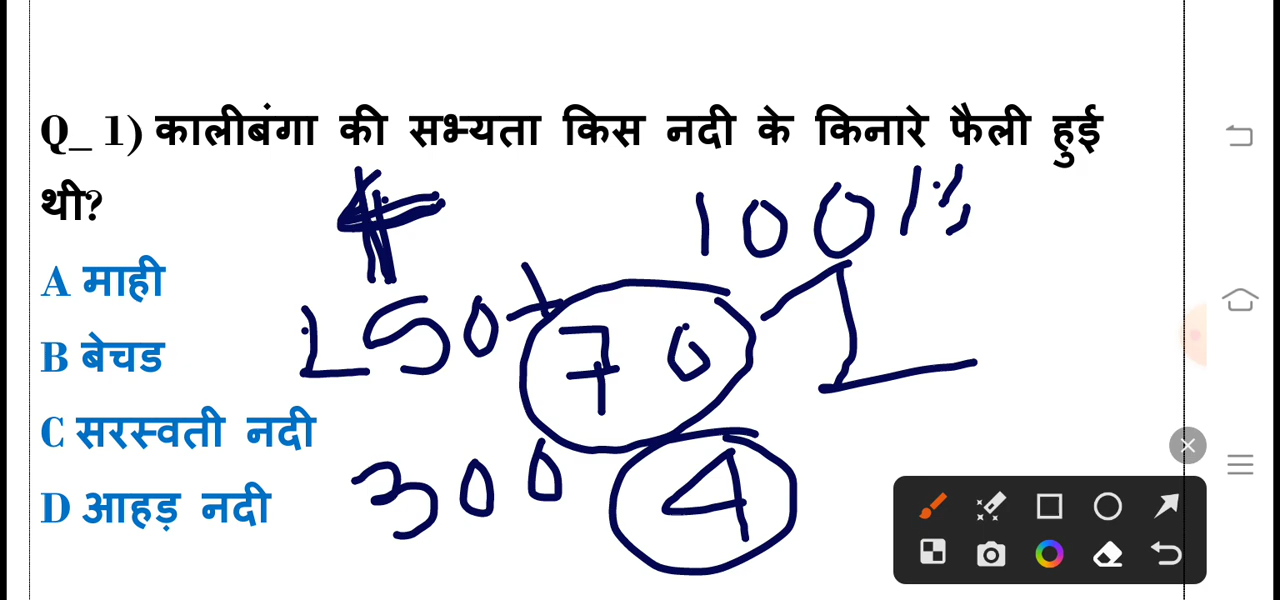 Q_ 1) कालीबंगा की सभ्यता किस नदी के किनारे फैली हुई
थी?
100
A माही
150+ 70
B बेचड
C सरस्वती नदी
300 4
D आहड़ नदी